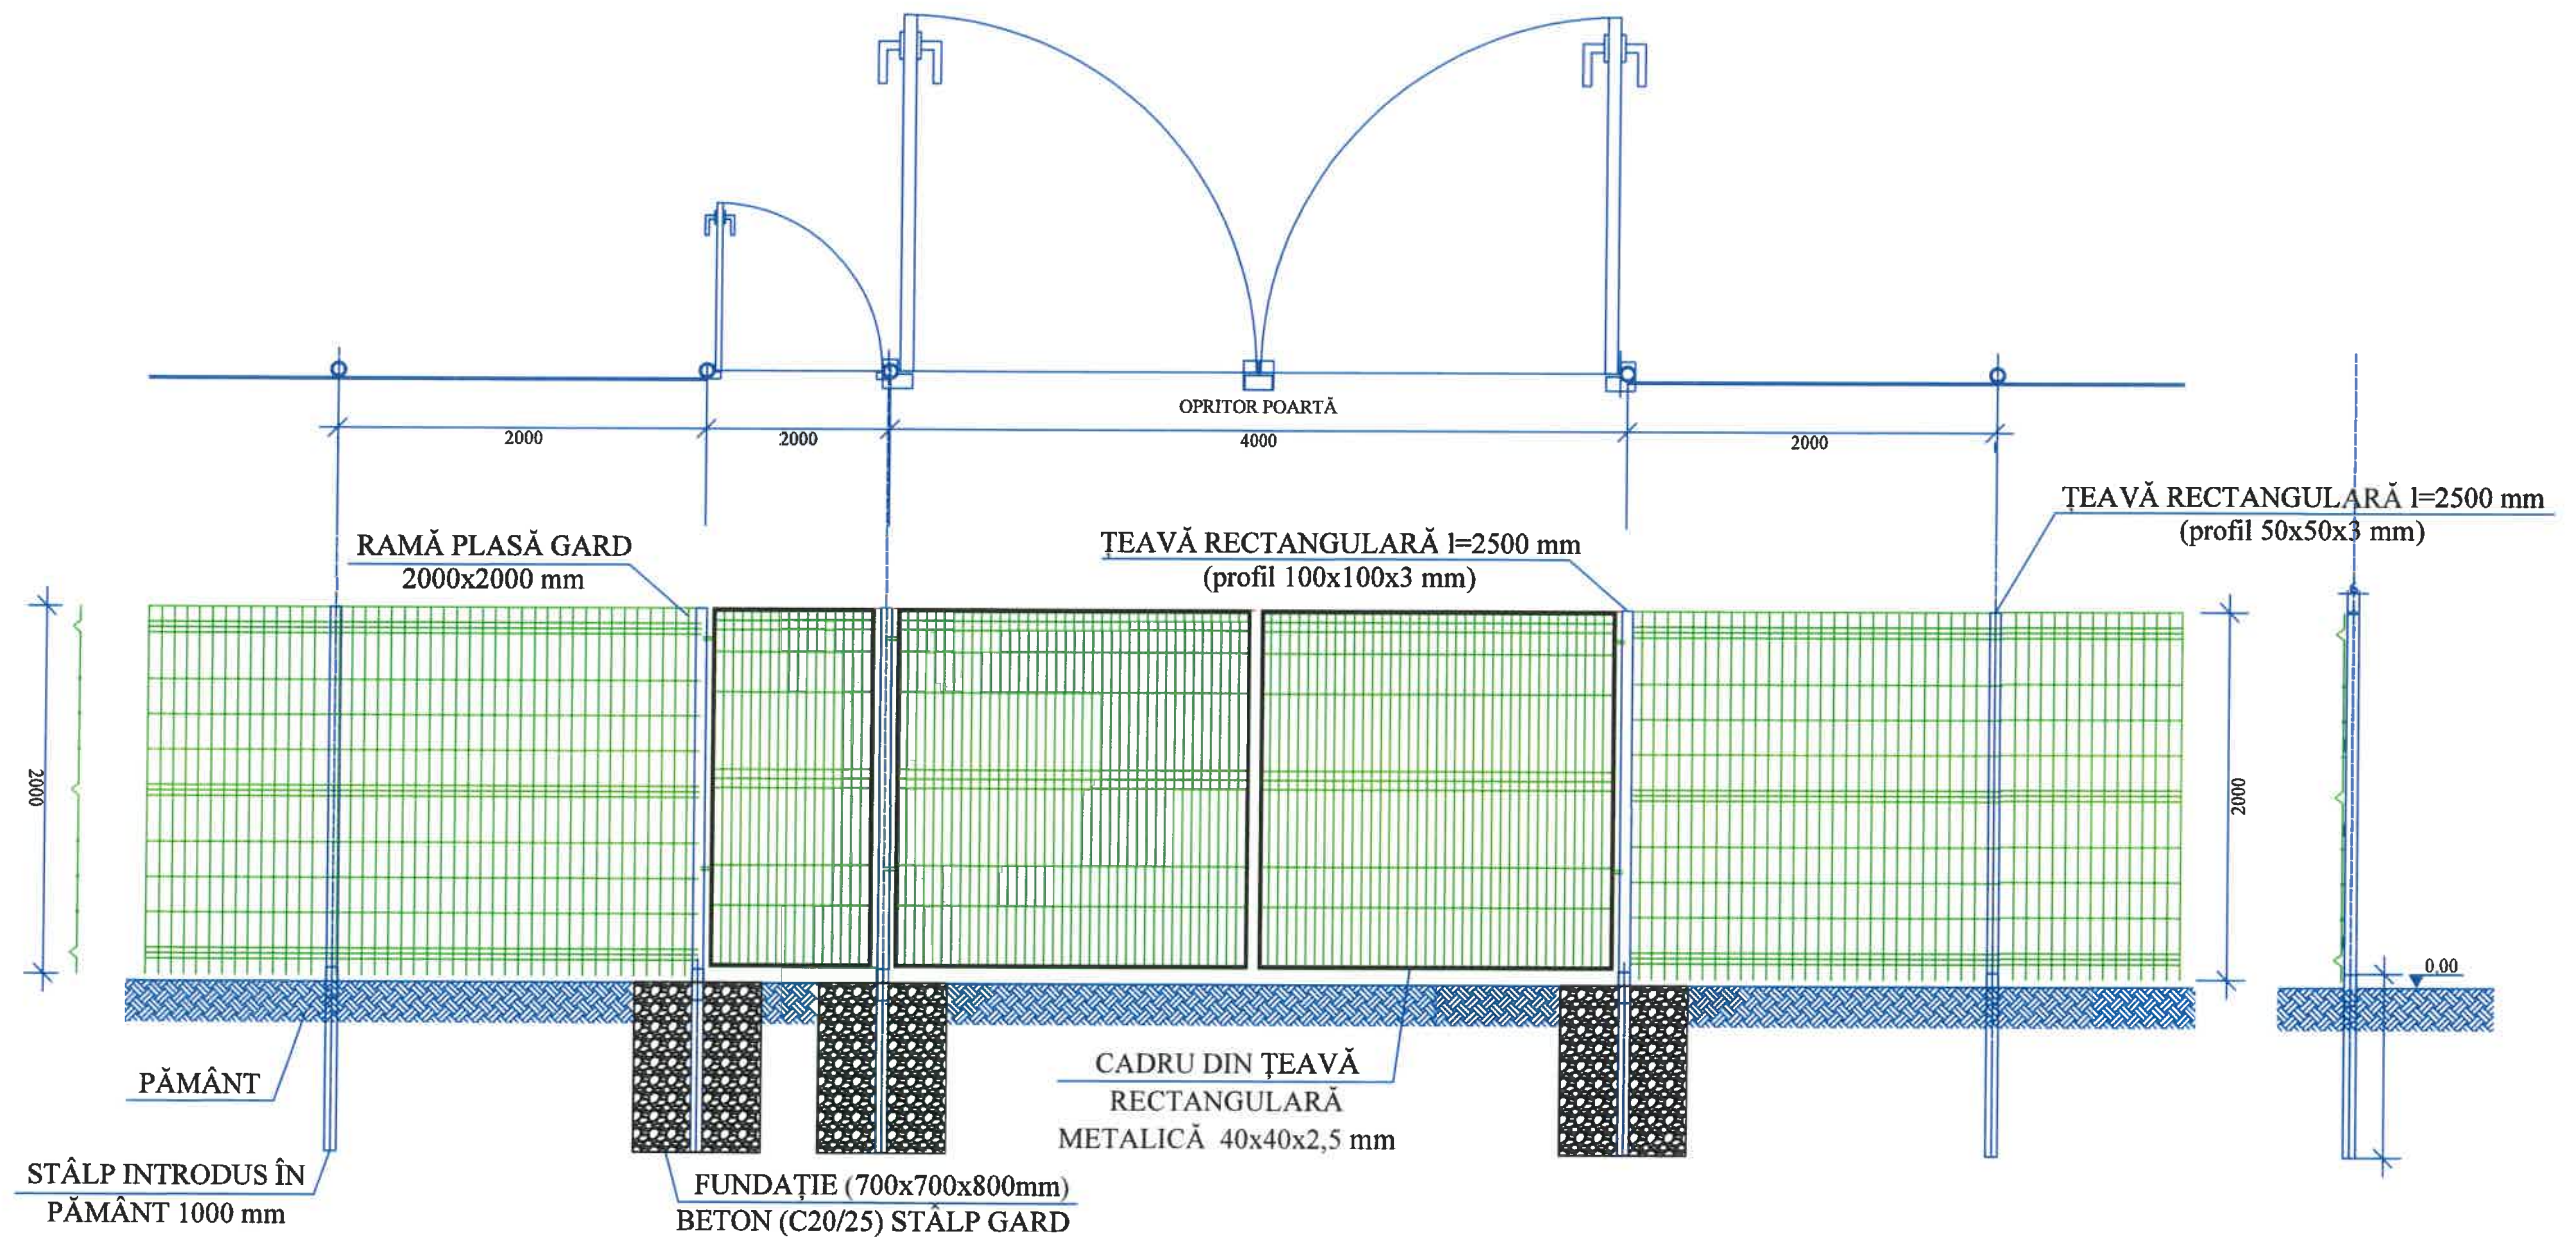 OPRITOR POARTĂ
2000
2000
4000
2000
ȚEAVĂ RECTANGULARĂ l=2500 mm
(profil 50x50x3 mm)
RAMĂ PLASĂ GARD
2000x2000 mm
ȚEAVĂ RECTANGULARĂ l=2500 mm
(profil 100x100x3 mm)
2000
2000
0,00
PĂMÂNT
CADRU DIN ȚEAVĂ
RECTANGULARĂ
METALICĂ 40x40x2,5 mm
STÂLP INTRODUS ÎN
PĂMÂNT 1000 mm
FUNDAȚIE (700x700x800mm)
BETON (C20/25) STÂLP GARD